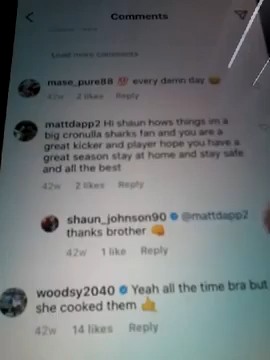 Comments
Load more comments
mase_pure88 💯 every damn day 😂
42w 2 likes Reply
mattdapp2 Hi shaun hows things im a
big cronulla sharks fan and you are a
great kicker and player hope you have a
great season stay at home and stay safe
and all the best
42w 2 likes Reply
shaun_johnson90 @mattdapp2
thanks brother 👊
42w 1 like Reply
woodsy2040 Yeah all the time bra but
she cooked them 🤙
42w 14 likes Reply